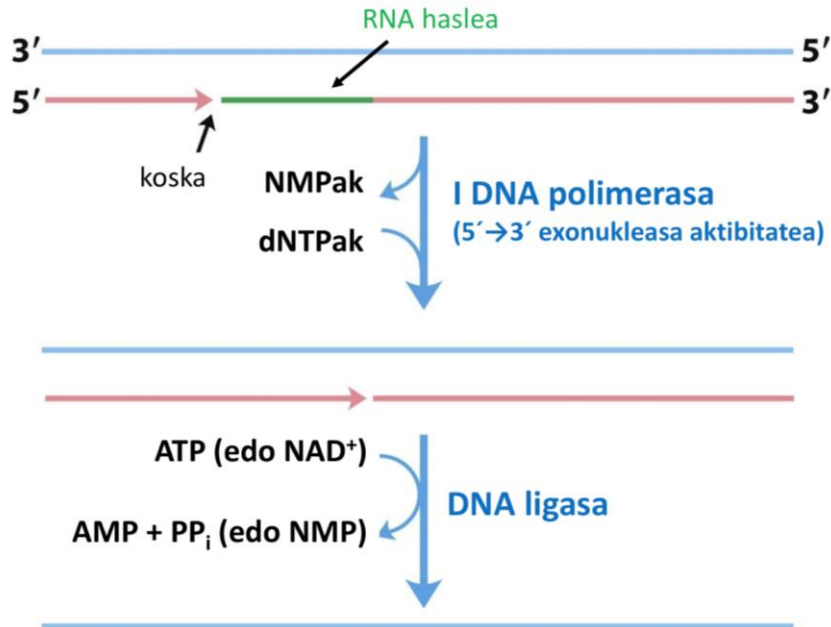 RNA haslea
3′ 5′
5′ 3′
koska
NMPak
dNTPak
I DNA polimerasa
(5´→3´ exonukleasa aktibitatea)
ATP (edo NAD⁺)
AMP + PPᵢ (edo NMP)
DNA ligasa